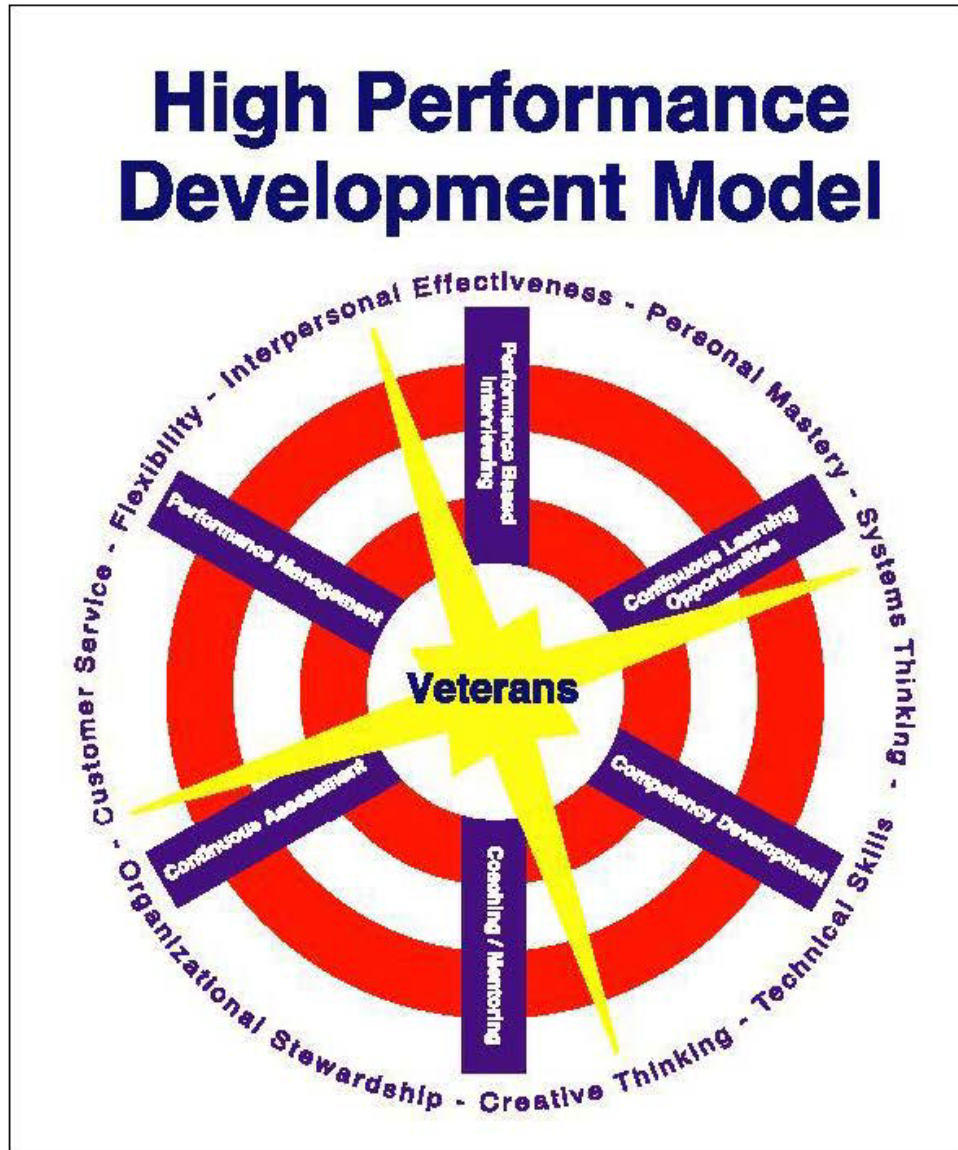 High Performance
Development Model
Customer Service - Flexibility - Interpersonal Effectiveness - Personal Mastery - Systems Thinking - Technical Skills - Creative Thinking - Organizational Stewardship -
Performance Based
Interviewing
Continuous Learning
Opportunities
Competency Development
Coaching / Mentoring
Continuous Assessment
Performance Management
Veterans